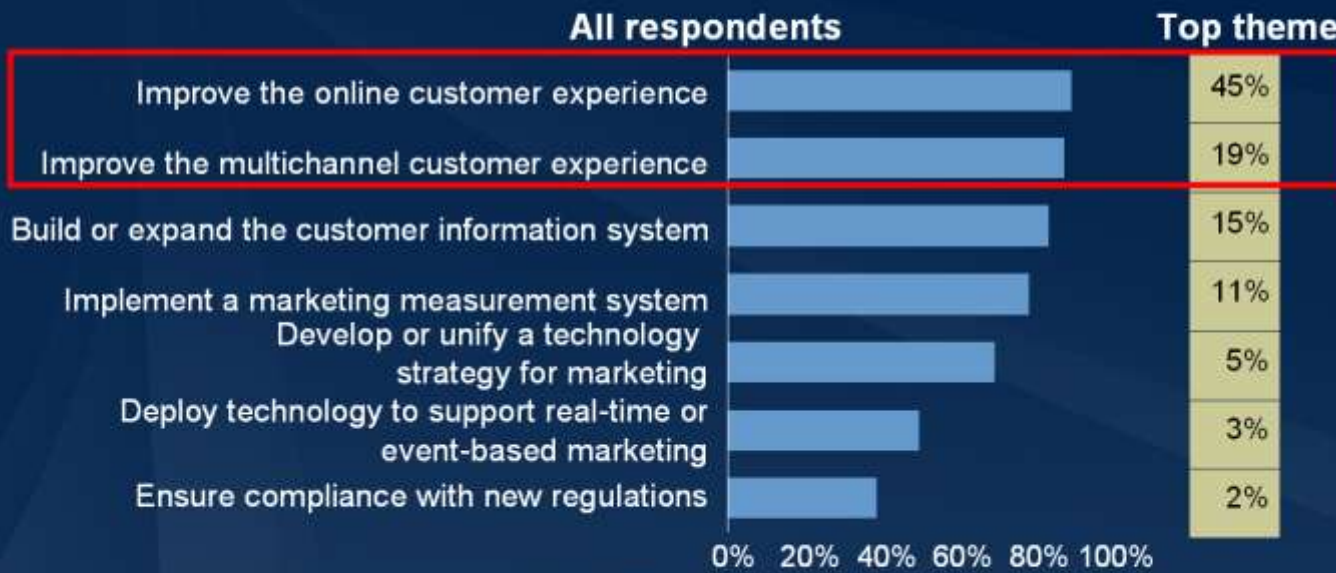 All respondents Top theme
Improve the online customer experience 45%
Improve the multichannel customer experience 19%
Build or expand the customer information system 15%
Implement a marketing measurement system 11%
Develop or unify a technology
strategy for marketing 5%
Deploy technology to support real-time or
event-based marketing 3%
Ensure compliance with new regulations 2%
0% 20% 40% 60% 80% 100%